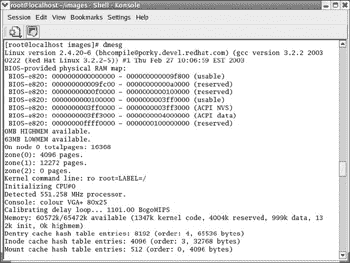 root@localhost images - Shell - Konsole
Session Edit View Bookmarks Settings Help
[root@localhost images]# dmesg
Linux version 2.4.20-6 (bhcompile@porky.devel.redhat.com) (gcc version 3.2.2 2003
0222 (Red Hat Linux 3.2.2-5)) #1 Thu Feb 27 10:06:59 EST 2003
BIOS-provided physical RAM map:
BIOS-e820: 0000000000000000 - 000000000009f800 (usable)
BIOS-e820: 000000000009f800 - 00000000000a0000 (reserved)
BIOS-e820: 00000000000f0000 - 0000000000100000 (reserved)
BIOS-e820: 0000000000100000 - 0000000003ff0000 (usable)
BIOS-e820: 0000000003ff0000 - 0000000003ff3000 (ACPI NVS)
BIOS-e820: 0000000003ff3000 - 0000000004000000 (ACPI data)
BIOS-e820: 00000000ffff0000 - 0000000100000000 (reserved)
0MB HIGHMEM available.
63MB LOWMEM available.
On node 0 totalpages: 16368
zone(0): 4096 pages.
zone(1): 12272 pages.
zone(2): 0 pages.
Kernel command line: ro root=LABEL=/
Initializing CPU#0
Detected 551.258 MHz processor.
Console: colour VGA+ 80x25
Calibrating delay loop... 1101.00 BogoMIPS
Memory: 60572k/65472k available (1347k kernel code, 4004k reserved, 999k data, 13
2k init, 0k highmem)
Dentry cache hash table entries: 8192 (order: 4, 65536 bytes)
Inode cache hash table entries: 4096 (order: 3, 32768 bytes)
Mount cache hash table entries: 512 (order: 0, 4096 bytes)